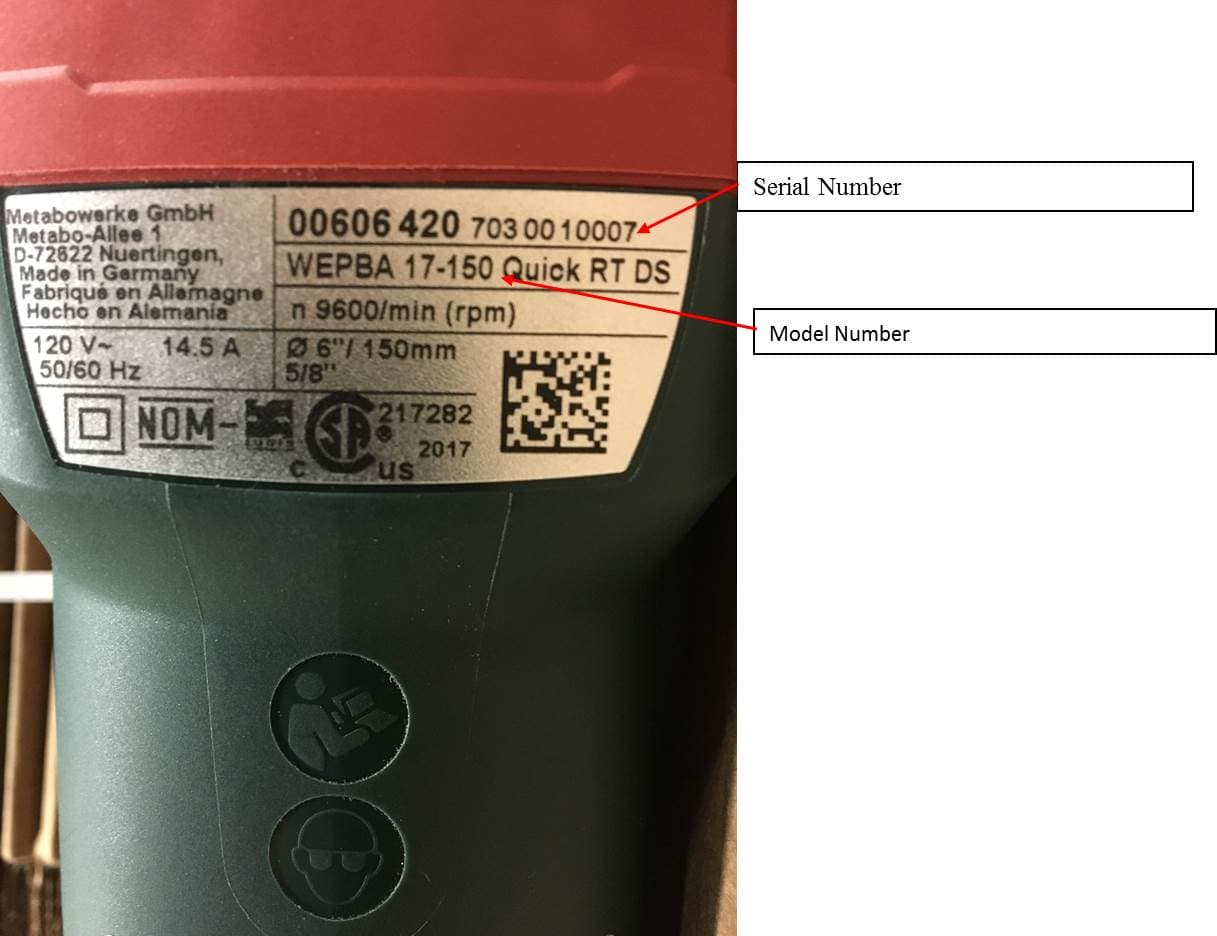 Metabowerke GmbH
Metabo-Allee 1
D-72622 Nuertingen,
Made in Germany
Fabriqué en Allemagne
Hecho en Alemania
00606 420 703 00 10007
WEPBA 17-150 Quick RT DS
n 9600/min (rpm)
120 V~ 14.5 A
50/60 Hz
Ø 6"/ 150mm
5/8"
NOM-
SA ® 217282
2017
C US
Serial Number
Model Number